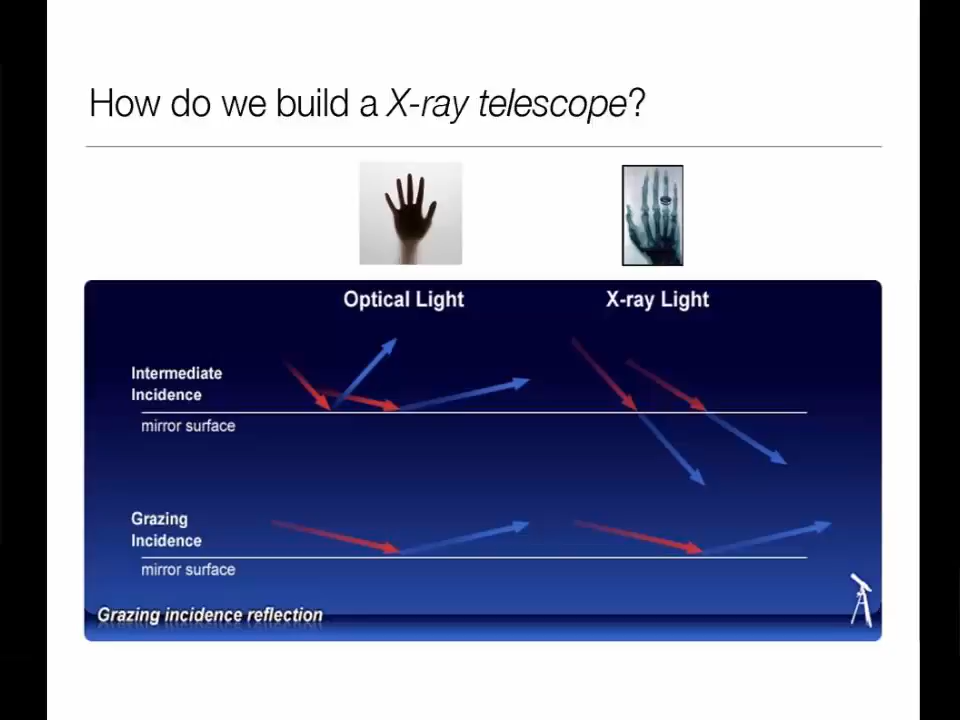 How do we build a X-ray telescope?
Optical Light
X-ray Light
Intermediate
Incidence
mirror surface
Grazing
Incidence
mirror surface
Grazing incidence reflection